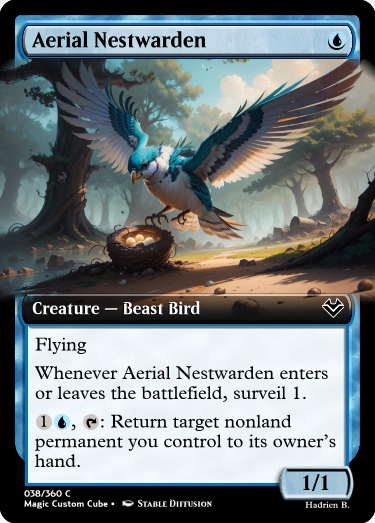 Aerial Nestwarden
Creature — Beast Bird
Flying
Whenever Aerial Nestwarden enters
or leaves the battlefield, surveil 1.
1, : Return target nonland
permanent you control to its owner's
hand.
1/1
038/360 C
Magic Custom Cube • Stable Diffusion
Hadrien B.